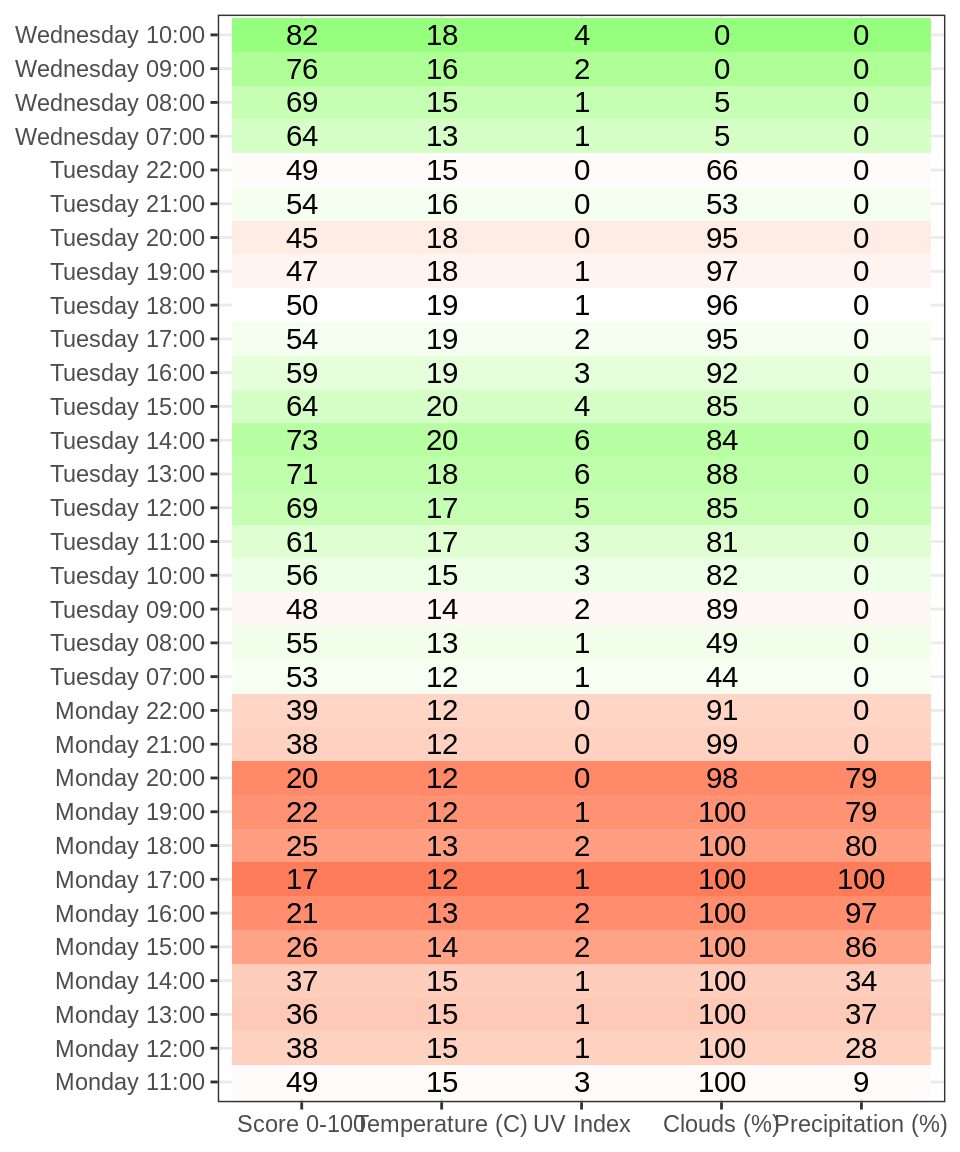 Wednesday 10:00 82 18 4 0 0
Wednesday 09:00 76 16 2 0 0
Wednesday 08:00 69 15 1 5 0
Wednesday 07:00 64 13 1 5 0
Tuesday 22:00 49 15 0 66 0
Tuesday 21:00 54 16 0 53 0
Tuesday 20:00 45 18 0 95 0
Tuesday 19:00 47 18 1 97 0
Tuesday 18:00 50 19 1 96 0
Tuesday 17:00 54 19 2 95 0
Tuesday 16:00 59 19 3 92 0
Tuesday 15:00 64 20 4 85 0
Tuesday 14:00 73 20 6 84 0
Tuesday 13:00 71 18 6 88 0
Tuesday 12:00 69 17 5 85 0
Tuesday 11:00 61 17 3 81 0
Tuesday 10:00 56 15 3 82 0
Tuesday 09:00 48 14 2 89 0
Tuesday 08:00 55 13 1 49 0
Tuesday 07:00 53 12 1 44 0
Monday 22:00 39 12 0 91 0
Monday 21:00 38 12 0 99 0
Monday 20:00 20 12 0 98 79
Monday 19:00 22 12 1 100 79
Monday 18:00 25 13 2 100 80
Monday 17:00 17 12 1 100 100
Monday 16:00 21 13 2 100 97
Monday 15:00 26 14 2 100 86
Monday 14:00 37 15 1 100 34
Monday 13:00 36 15 1 100 37
Monday 12:00 38 15 1 100 28
Monday 11:00 49 15 3 100 9
Score 0-100 Temperature (C) UV Index Clouds (%) Precipitation (%)